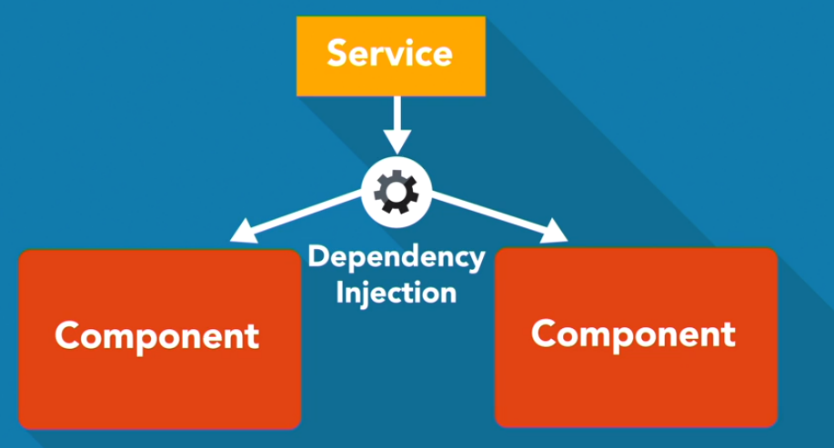 Service
Dependency
Injection
Component
Component